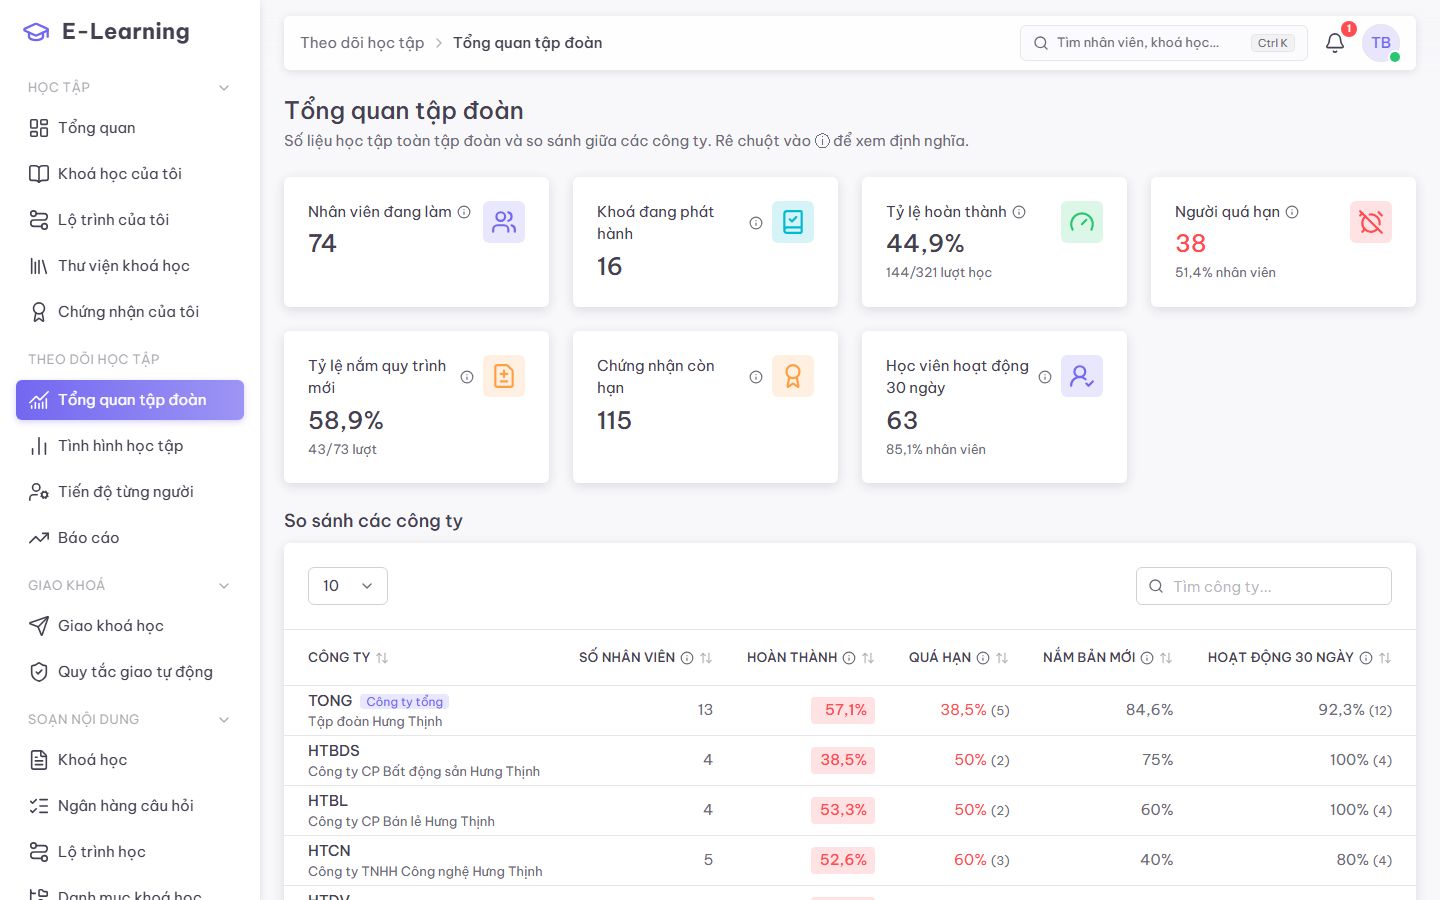 E-Learning
HỌC TẬP
Tổng quan
Khoá học của tôi
Lộ trình của tôi
Thư viện khoá học
Chứng nhận của tôi
THEO DÕI HỌC TẬP
Tổng quan tập đoàn
Tình hình học tập
Tiến độ từng người
Báo cáo
GIAO KHOÁ
Giao khoá học
Quy tắc giao tự động
SOẠN NỘI DUNG
Khoá học
Ngân hàng câu hỏi
Lộ trình học
Danh mục khoá học
Theo dõi học tập > Tổng quan tập đoàn
Tìm nhân viên, khoá học... Ctrl K
1
TB
Tổng quan tập đoàn
Số liệu học tập toàn tập đoàn và so sánh giữa các công ty. Rê chuột vào ⓘ để xem định nghĩa.
Nhân viên đang làm
74
Khoá đang phát
hành
16
Tỷ lệ hoàn thành
44,9%
144/321 lượt học
Người quá hạn
38
51,4% nhân viên
Tỷ lệ nắm quy trình
mới
58,9%
43/73 lượt
Chứng nhận còn
hạn
115
Học viên hoạt động
30 ngày
63
85,1% nhân viên
So sánh các công ty
10
Tìm công ty...
CÔNG TY SỐ NHÂN VIÊN HOÀN THÀNH QUÁ HẠN NẮM BẢN MỚI HOẠT ĐỘNG 30 NGÀY
TONG Công ty tổng
Tập đoàn Hưng Thịnh
13 57,1% 38,5% (5) 84,6% 92,3% (12)
HTBDS
Công ty CP Bất động sản Hưng Thịnh
4 38,5% 50% (2) 75% 100% (4)
HTBL
Công ty CP Bán lẻ Hưng Thịnh
4 53,3% 50% (2) 60% 100% (4)
HTCN
Công ty TNHH Công nghệ Hưng Thịnh
5 52,6% 60% (3) 40% 80% (4)
HTDV